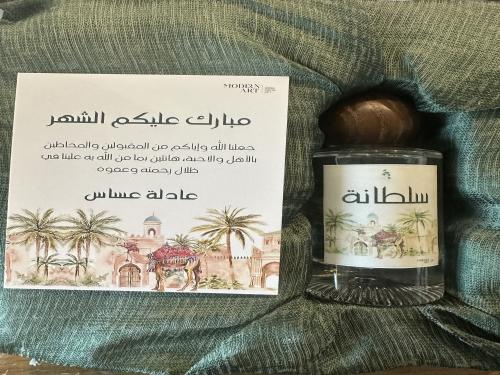 MODERN
ART
مبارك عليكم الشهر
جعلنا الله وإياكم من المقبولين والمحاطين
بالأهل والأحبة، هانئين بما من الله به علينا في
ظلال رحمته وعفوه
عادلة عساس
سلطانة